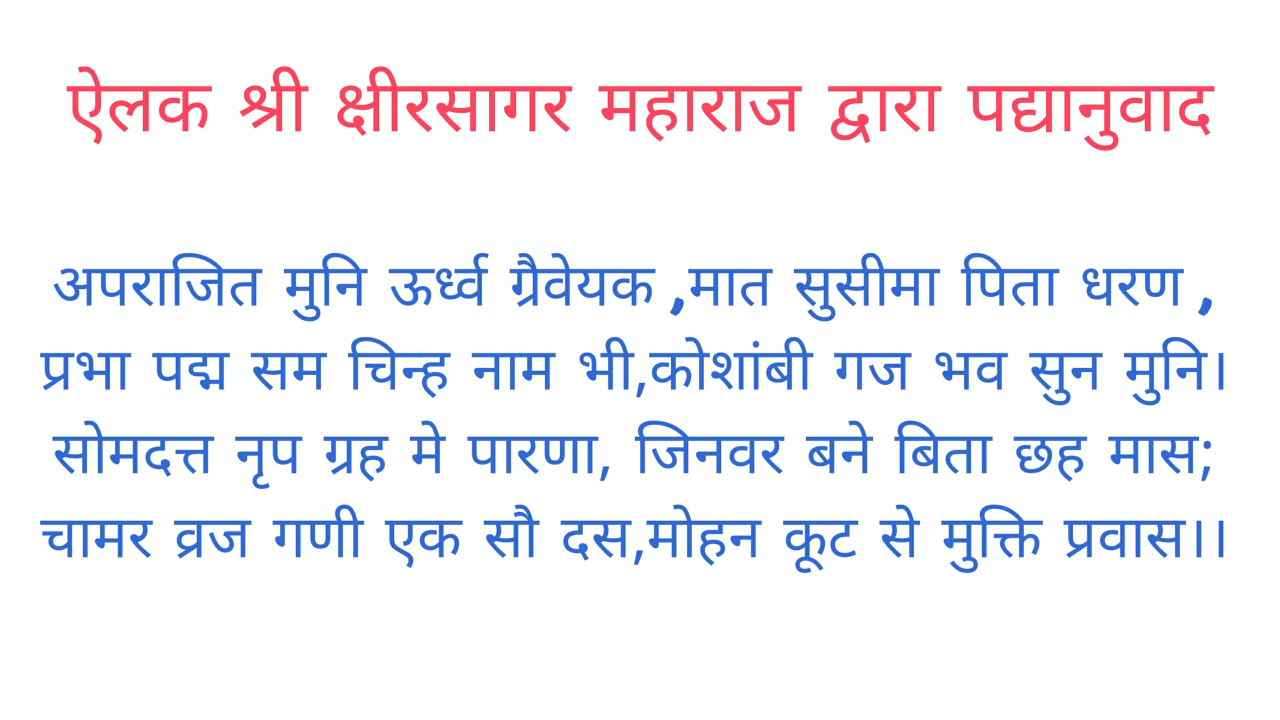 ऐलक श्री क्षीरसागर महाराज द्वारा पद्यानुवाद
अपराजित मुनि ऊर्ध्व ग्रैवेयक ,मात सुसीमा पिता धरण ,
प्रभा पद्म सम चिन्ह नाम भी,कोशांबी गज भव सुन मुनि।
सोमदत्त नृप ग्रह मे पारणा, जिनवर बने बिता छह मास;
चामर व्रज गणी एक सौ दस,मोहन कूट से मुक्ति प्रवास।।